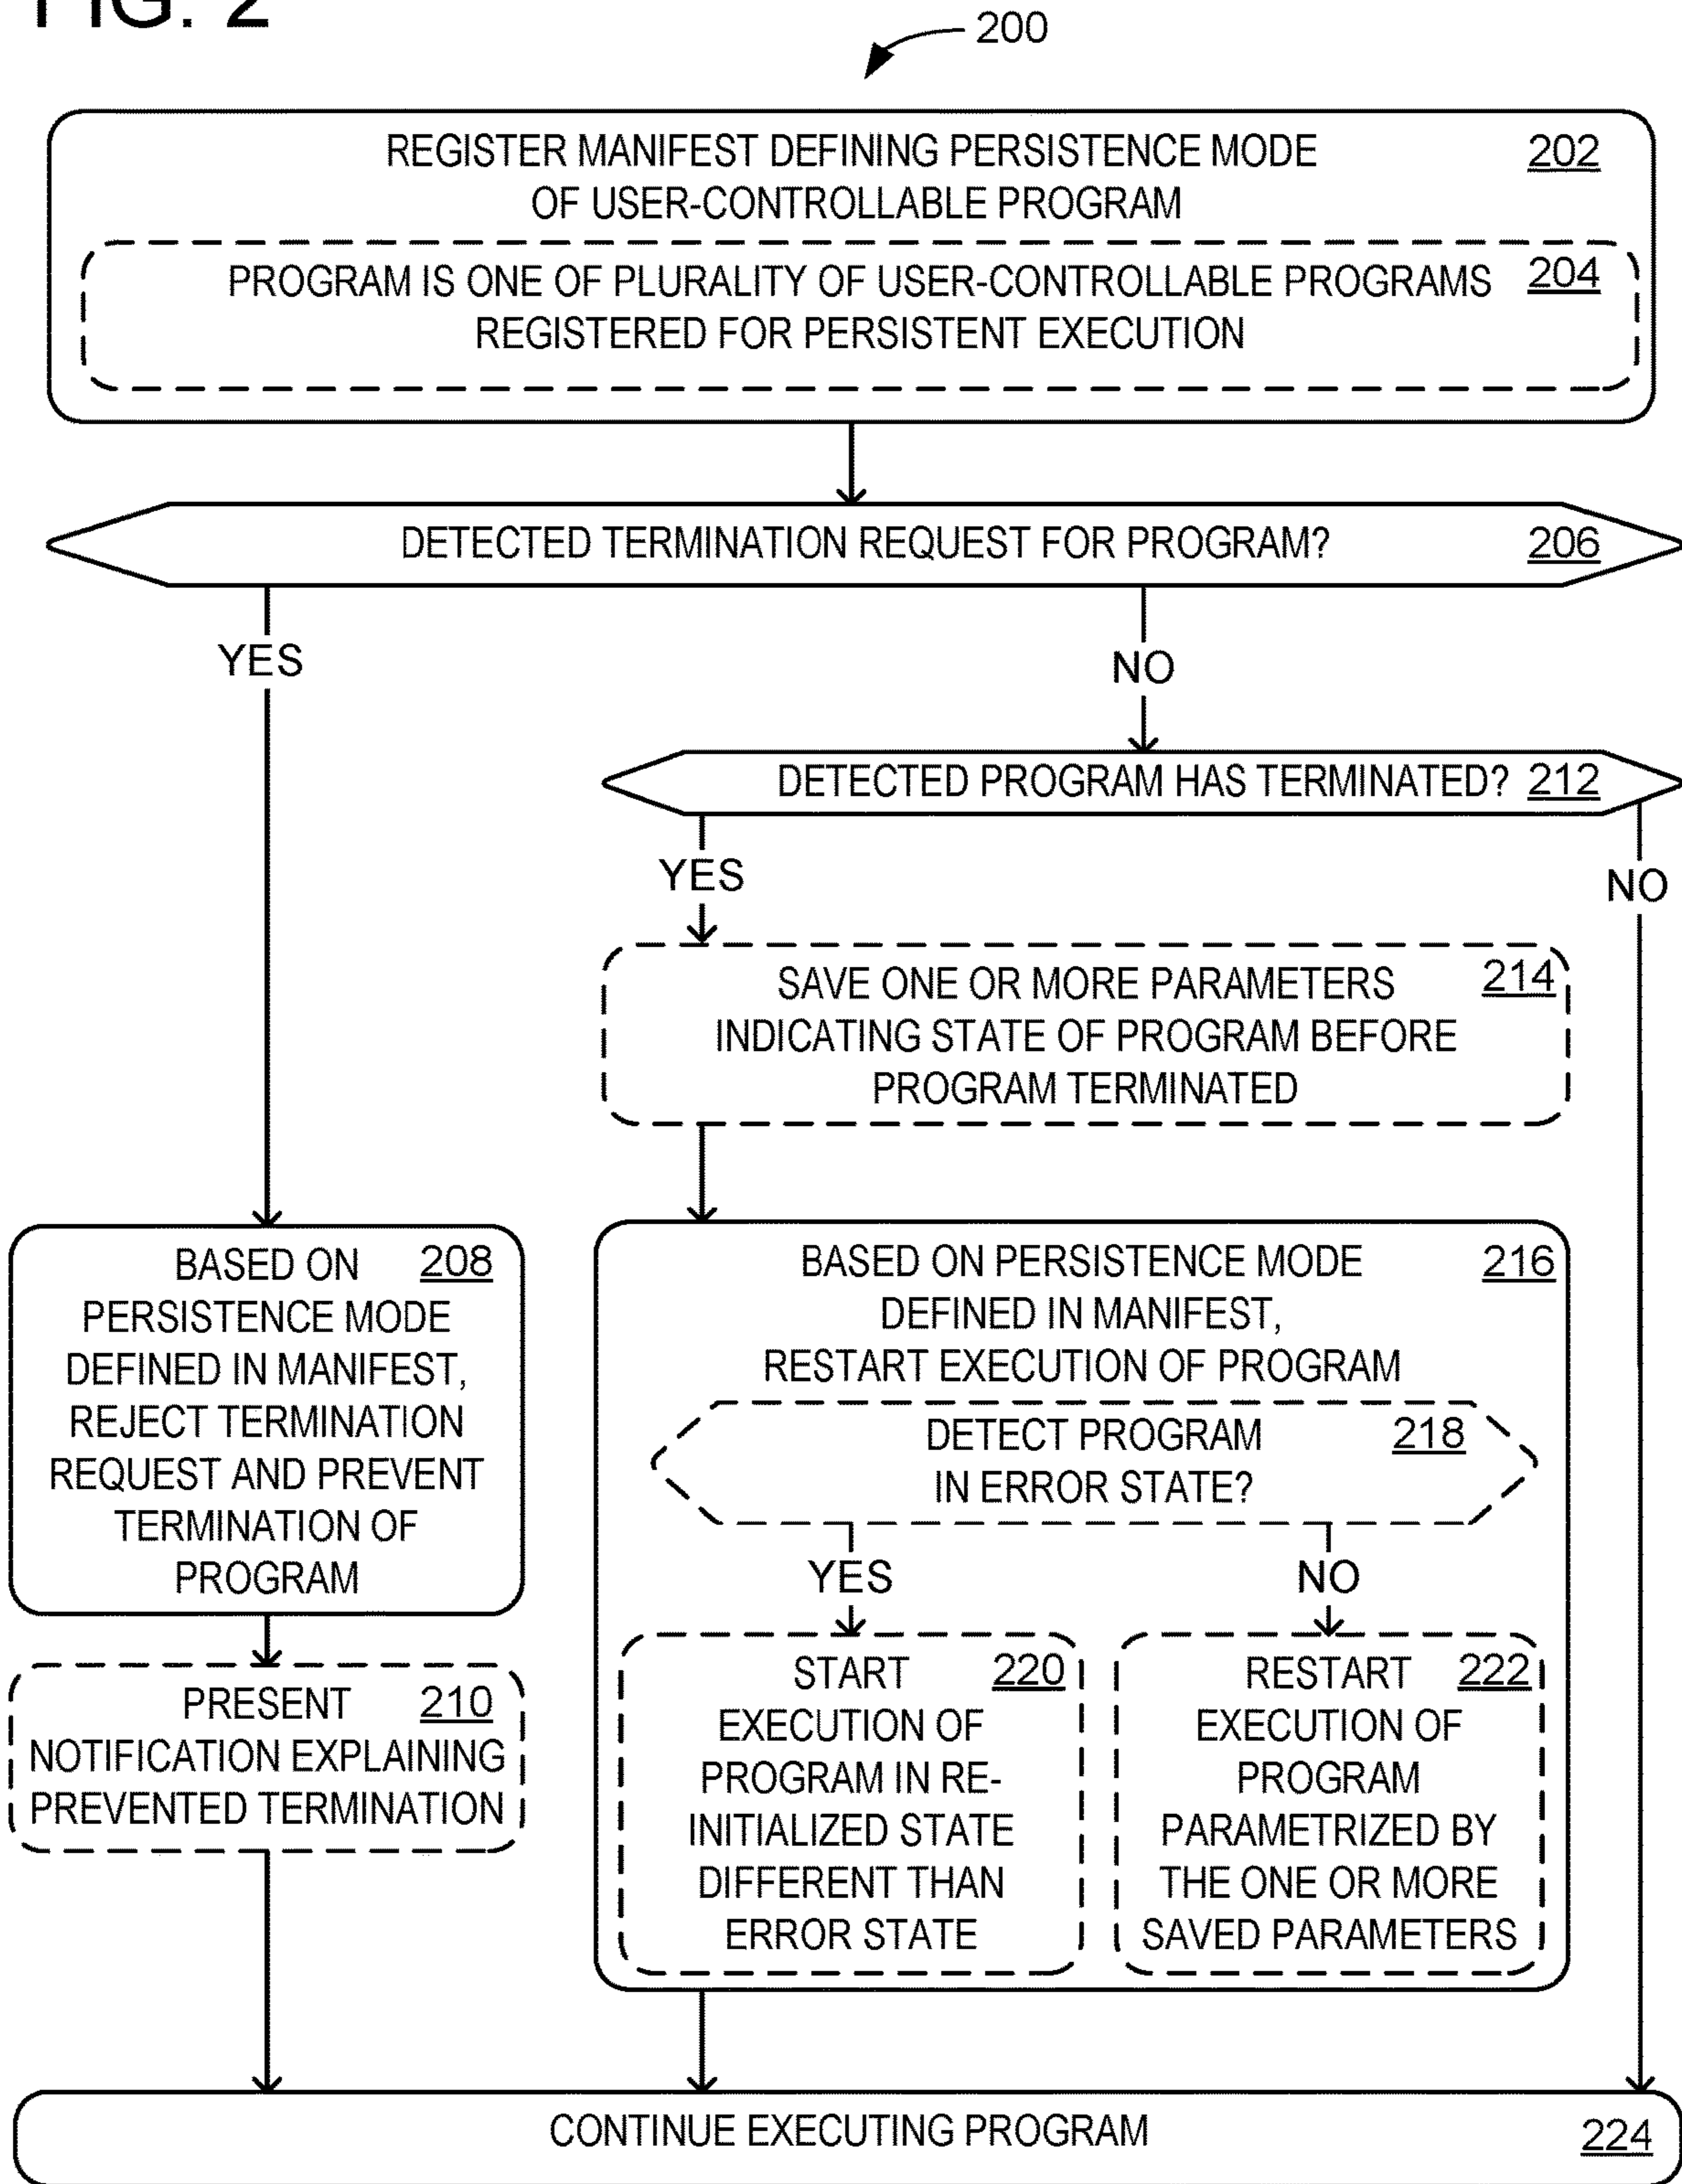 FIG. 2
200
REGISTER MANIFEST DEFINING PERSISTENCE MODE 202
OF USER-CONTROLLABLE PROGRAM
PROGRAM IS ONE OF PLURALITY OF USER-CONTROLLABLE PROGRAMS 204
REGISTERED FOR PERSISTENT EXECUTION
DETECTED TERMINATION REQUEST FOR PROGRAM? 206
YES
NO
DETECTED PROGRAM HAS TERMINATED? 212
YES
NO
SAVE ONE OR MORE PARAMETERS 214
INDICATING STATE OF PROGRAM BEFORE
PROGRAM TERMINATED
BASED ON 208
PERSISTENCE MODE
DEFINED IN MANIFEST,
REJECT TERMINATION
REQUEST AND PREVENT
TERMINATION OF
PROGRAM
PRESENT 210
NOTIFICATION EXPLAINING
PREVENTED TERMINATION
BASED ON PERSISTENCE MODE 216
DEFINED IN MANIFEST,
RESTART EXECUTION OF PROGRAM
DETECT PROGRAM 218
IN ERROR STATE?
YES
NO
START 220
EXECUTION OF
PROGRAM IN RE-
INITIALIZED STATE
DIFFERENT THAN
ERROR STATE
RESTART 222
EXECUTION OF
PROGRAM
PARAMETRIZED BY
THE ONE OR MORE
SAVED PARAMETERS
CONTINUE EXECUTING PROGRAM 224